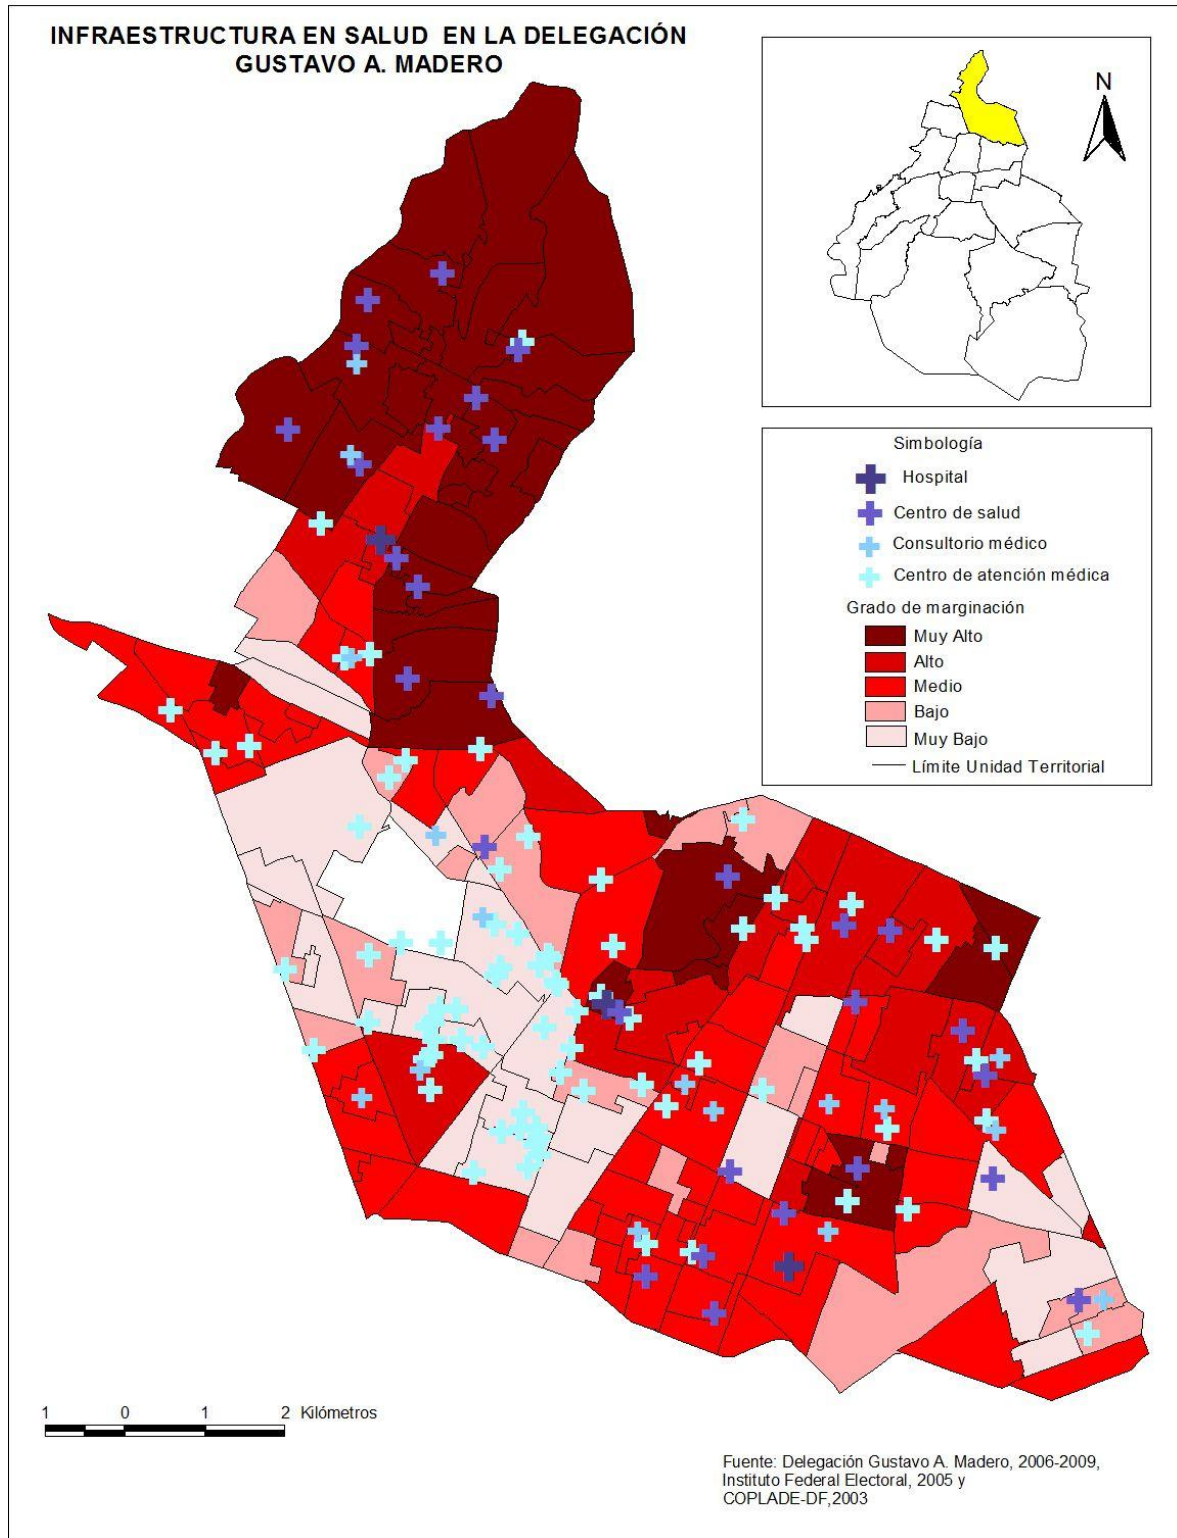 INFRAESTRUCTURA EN SALUD EN LA DELEGACIÓN
GUSTAVO A. MADERO
N
Simbología
Hospital
Centro de salud
Consultorio médico
Centro de atención médica
Grado de marginación
Muy Alto
Alto
Medio
Bajo
Muy Bajo
Límite Unidad Territorial
1 0 1 2 Kilómetros
Fuente: Delegación Gustavo A. Madero, 2006-2009,
Instituto Federal Electoral, 2005 y
COPLADE-DF,2003